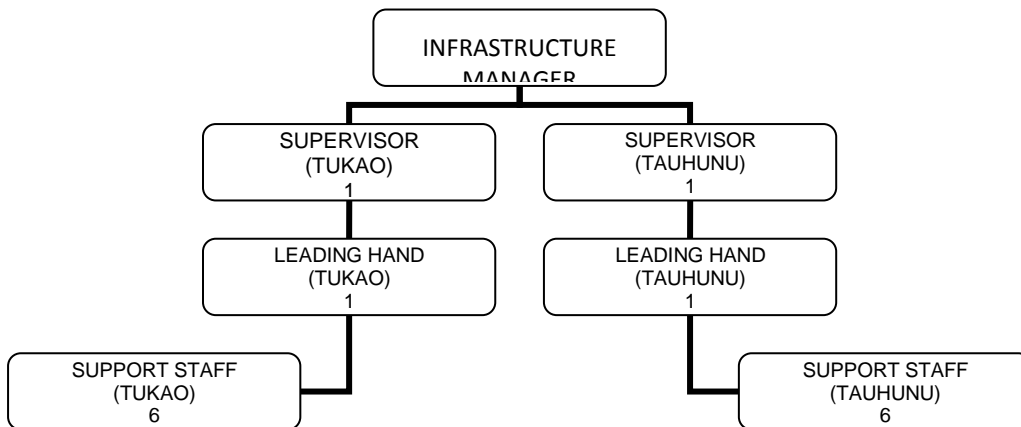 INFRASTRUCTURE
MANAGER
SUPERVISOR
(TUKAO)
1
SUPERVISOR
(TAUHUNU)
1
LEADING HAND
(TUKAO)
1
LEADING HAND
(TAUHUNU)
1
SUPPORT STAFF
(TUKAO)
6
SUPPORT STAFF
(TAUHUNU)
6